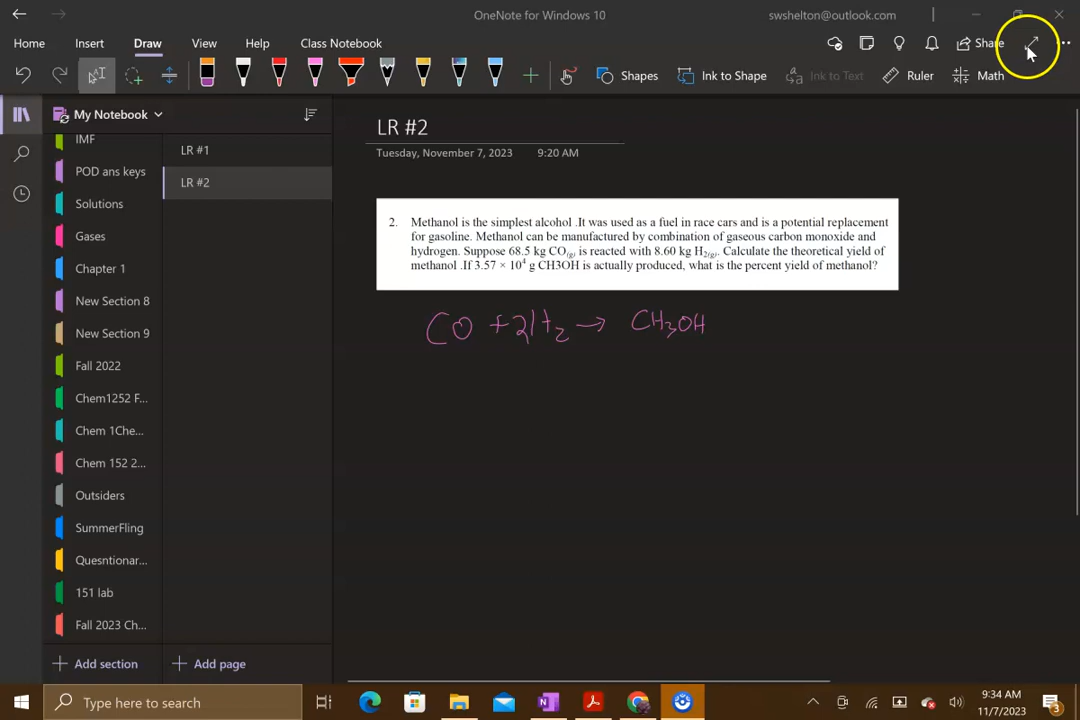 OneNote for Windows 10
swshelton@outlook.com
Home Insert Draw View Help Class Notebook
Share
Shapes Ink to Shape Ink to Text Ruler Math
My Notebook
IMF
POD ans keys
Solutions
Gases
Chapter 1
New Section 8
New Section 9
Fall 2022
Chem1252 F...
Chem 1Che...
Chem 152 2...
Outsiders
SummerFling
Quesntionar...
151 lab
Fall 2023 Ch...
Add section
LR #1
LR #2
Add page
LR #2
Tuesday, November 7, 2023 9:20 AM
2. Methanol is the simplest alcohol .It was used as a fuel in race cars and is a potential replacement
for gasoline. Methanol can be manufactured by combination of gaseous carbon monoxide and
hydrogen. Suppose 68.5 kg CO(g) is reacted with 8.60 kg H2(g). Calculate the theoretical yield of
methanol .If 3.57 × 10⁴ g CH3OH is actually produced, what is the percent yield of methanol?
CO + 2H₂ → CH₃OH
Type here to search
9:34 AM
11/7/2023
3